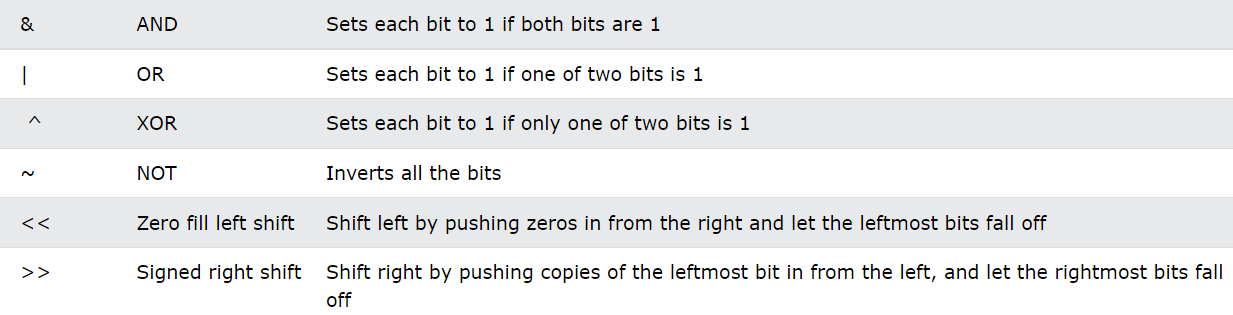 & AND Sets each bit to 1 if both bits are 1
| OR Sets each bit to 1 if one of two bits is 1
^ XOR Sets each bit to 1 if only one of two bits is 1
~ NOT Inverts all the bits
<< Zero fill left shift Shift left by pushing zeros in from the right and let the leftmost bits fall off
>> Signed right shift Shift right by pushing copies of the leftmost bit in from the left, and let the rightmost bits fall
off